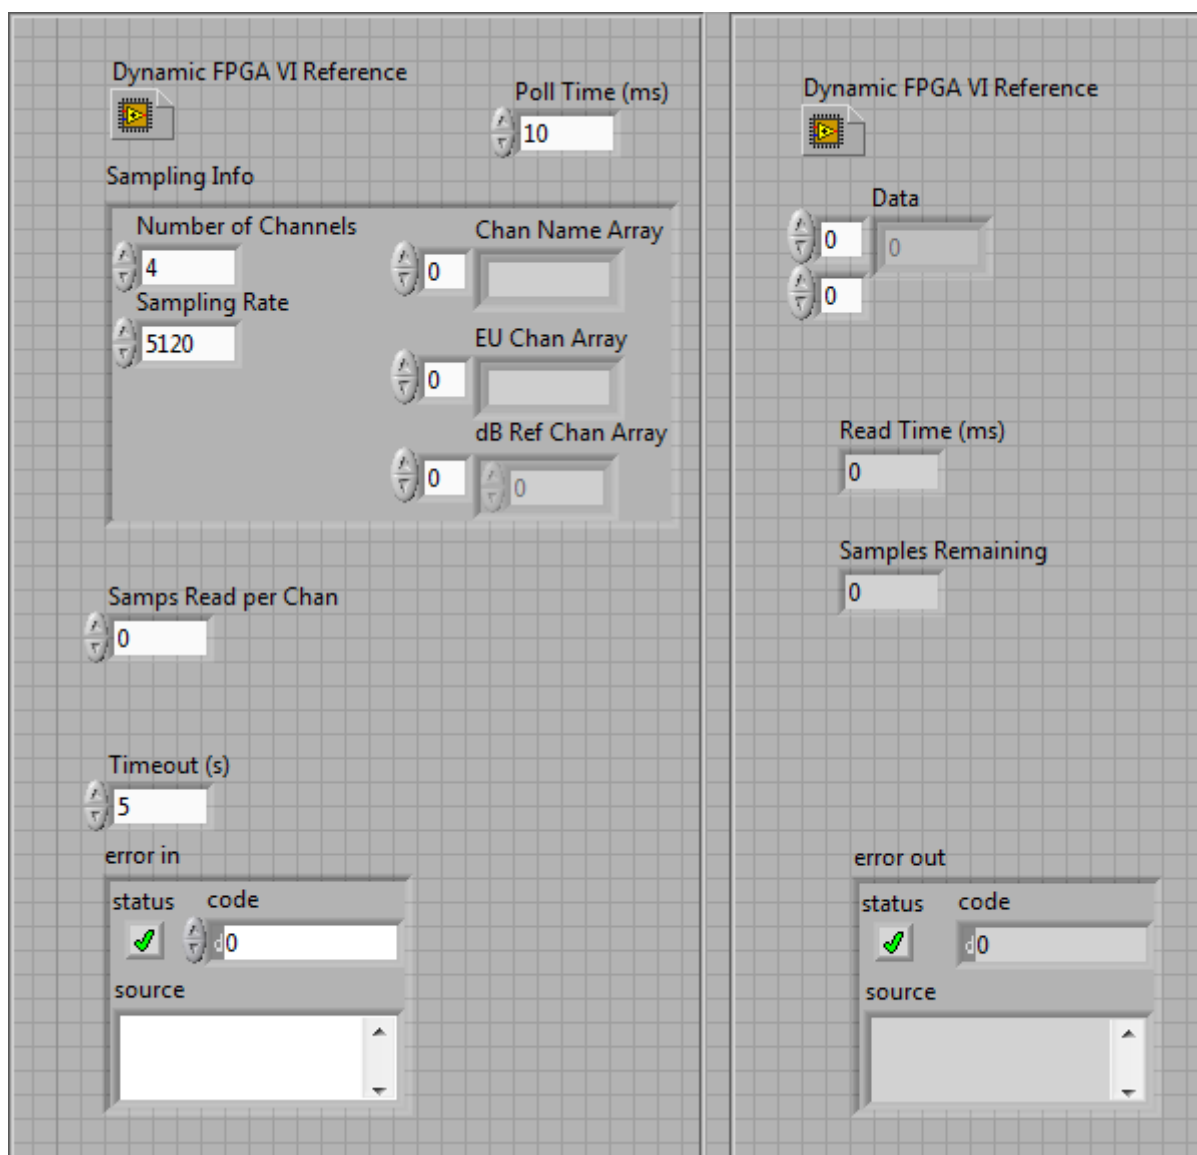 Dynamic FPGA VI Reference
Poll Time (ms)
10
Sampling Info
Number of Channels
4
Sampling Rate
5120
Chan Name Array
0
EU Chan Array
0
dB Ref Chan Array
0
0
Samps Read per Chan
0
Timeout (s)
5
error in
status code
d0
source
Dynamic FPGA VI Reference
Data
0 0
0
Read Time (ms)
0
Samples Remaining
0
error out
status code
d0
source